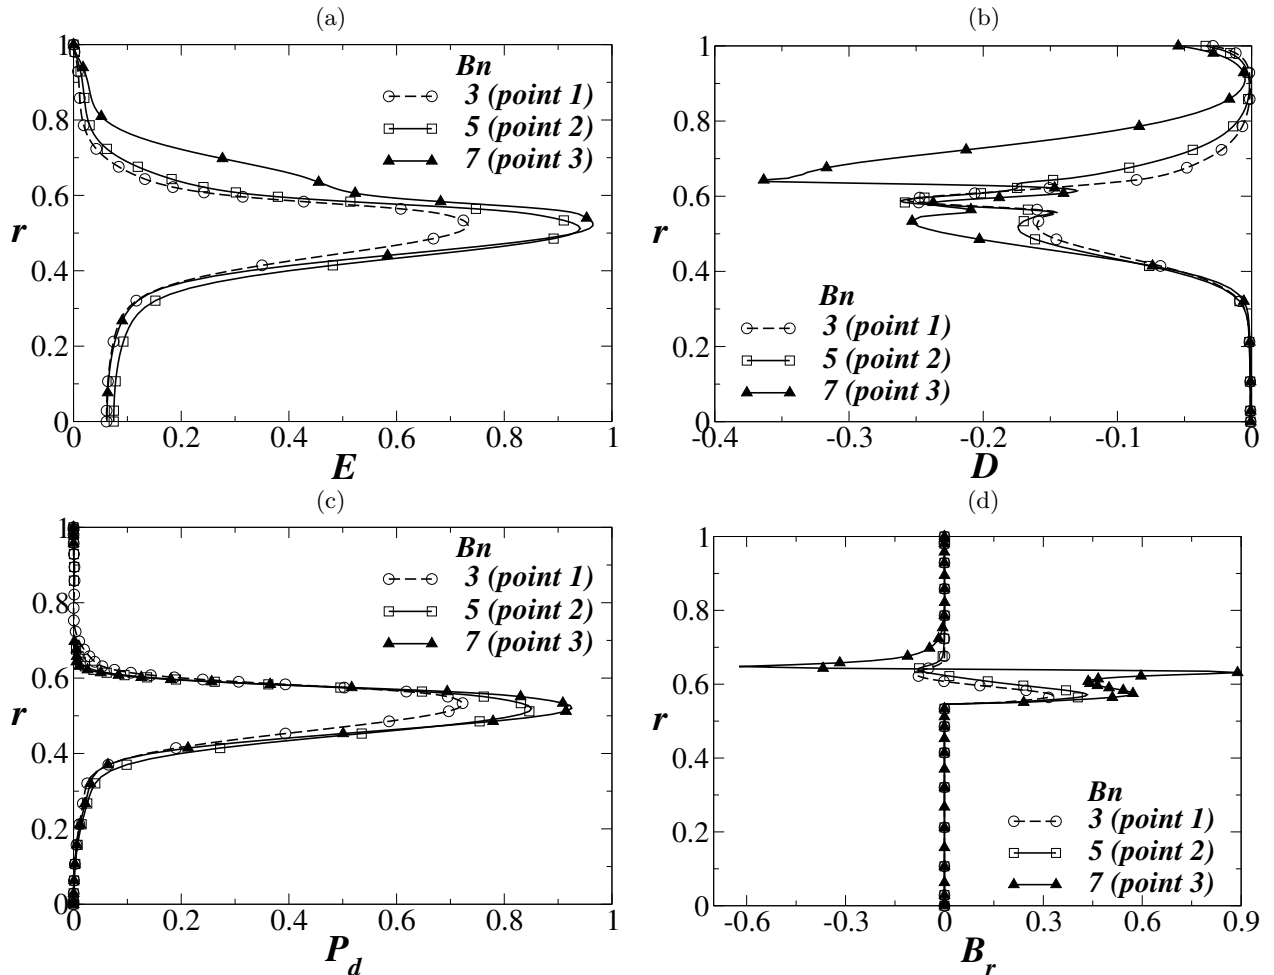 (a)
1
0.8
0.6
r
0.4
0.2
0
0 0.2 0.4 0.6 0.8 1
E
Bn
3 (point 1)
5 (point 2)
7 (point 3)
(b)
1
0.8
0.6
r
0.4
0.2
0
-0.4 -0.3 -0.2 -0.1 0
D
Bn
3 (point 1)
5 (point 2)
7 (point 3)
(c)
1
0.8
0.6
r
0.4
0.2
0
0 0.2 0.4 0.6 0.8 1
P_d
Bn
3 (point 1)
5 (point 2)
7 (point 3)
(d)
1
0.8
0.6
r
0.4
0.2
0
-0.6 -0.3 0 0.3 0.6 0.9
B_r
Bn
3 (point 1)
5 (point 2)
7 (point 3)